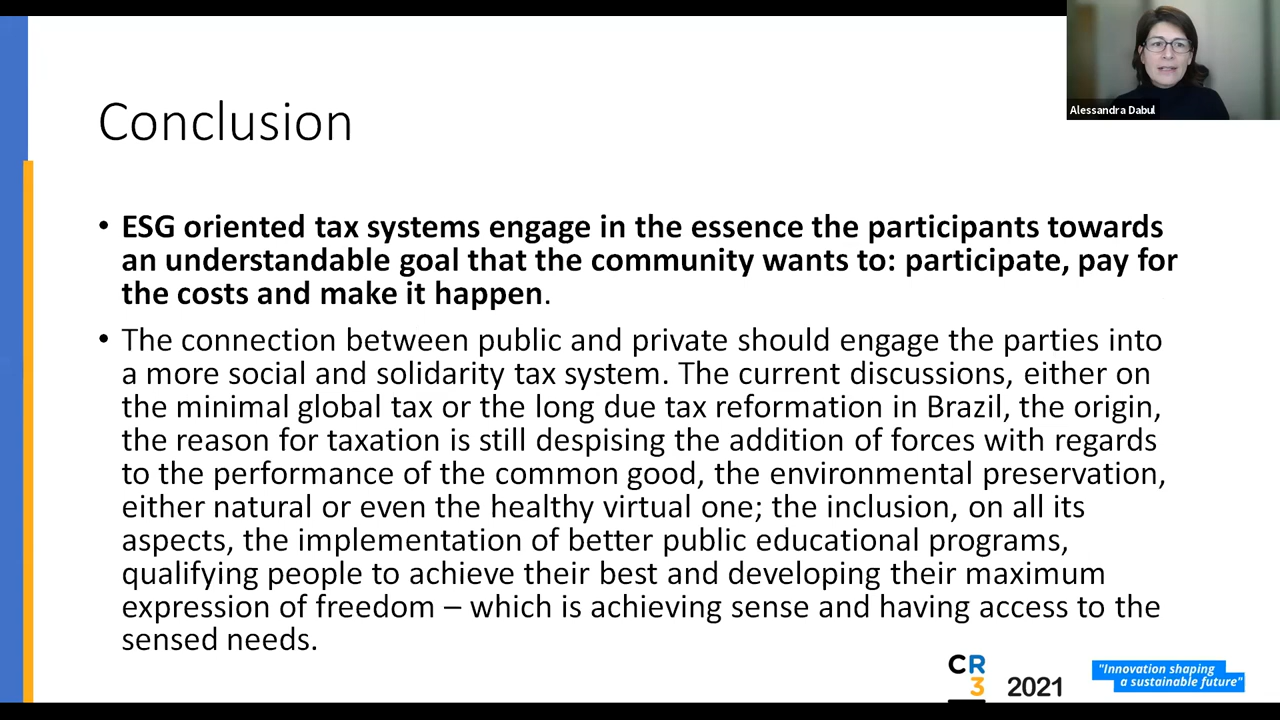 Alessandra Dabul
Conclusion
• ESG oriented tax systems engage in the essence the participants towards
an understandable goal that the community wants to: participate, pay for
the costs and make it happen.
• The connection between public and private should engage the parties into
a more social and solidarity tax system. The current discussions, either on
the minimal global tax or the long due tax reformation in Brazil, the origin,
the reason for taxation is still despising the addition of forces with regards
to the performance of the common good, the environmental preservation,
either natural or even the healthy virtual one; the inclusion, on all its
aspects, the implementation of better public educational programs,
qualifying people to achieve their best and developing their maximum
expression of freedom – which is achieving sense and having access to the
sensed needs.
CR
3
2021
"Innovation shaping
a sustainable future"